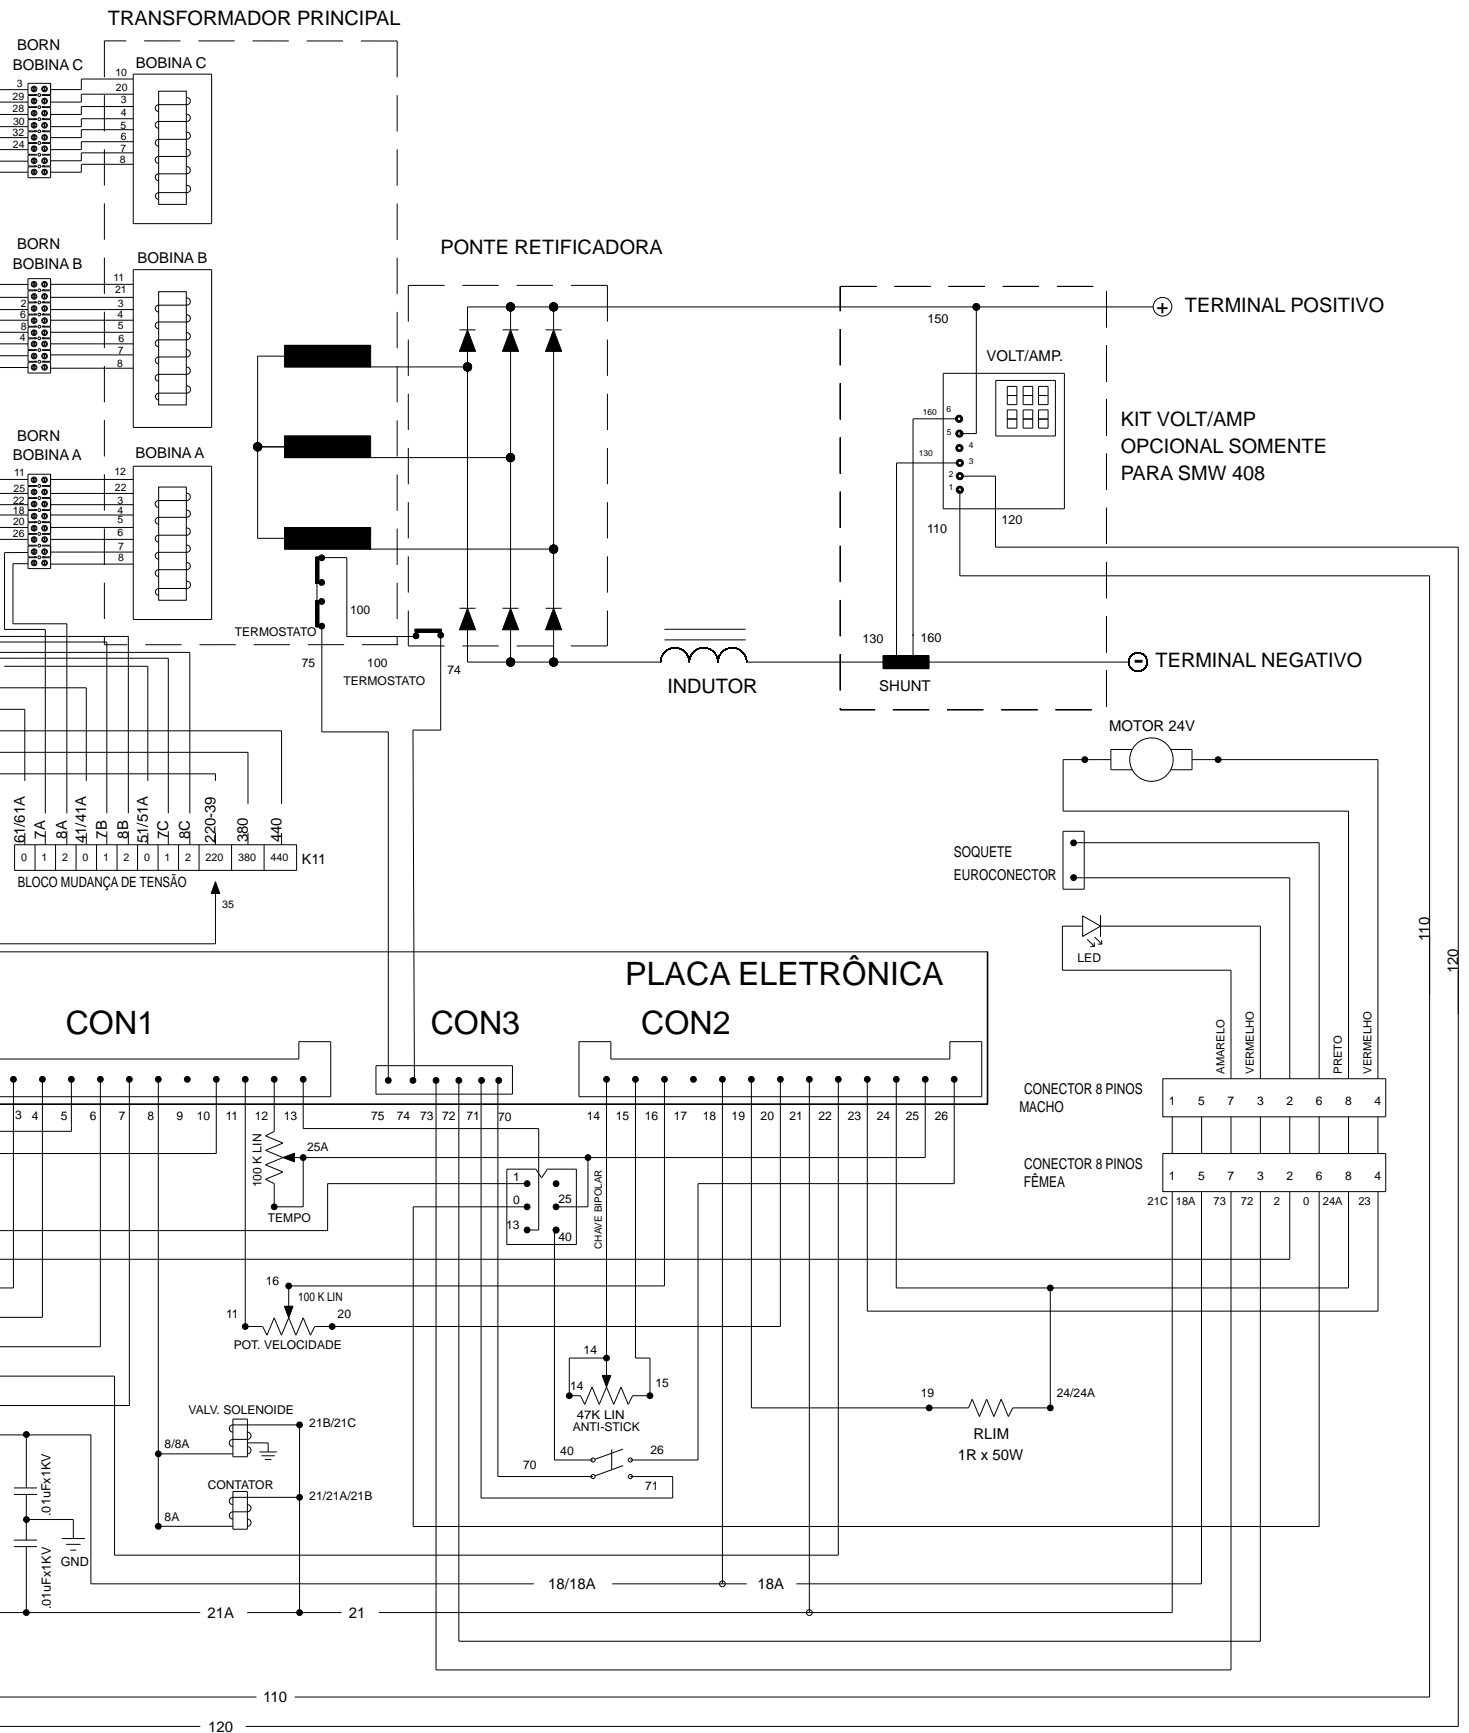 TRANSFORMADOR PRINCIPAL
BORN
BOBINA C
BOBINA C
3
29
28
30
32
24
10
20
3
4
5
6
7
8
BORN
BOBINA B
BOBINA B
2
6
8
4
11
21
3
4
5
6
7
8
BORN
BOBINA A
BOBINA A
11
25
22
18
20
26
12
22
3
4
5
6
7
8
PONTE RETIFICADORA
150
TERMINAL POSITIVO
VOLT/AMP.
160
130
6
5
4
3
2
1
110
120
KIT VOLT/AMP
OPCIONAL SOMENTE
PARA SMW 408
TERMOSTATO
100
75
100
TERMOSTATO
74
INDUTOR
130
160
SHUNT
TERMINAL NEGATIVO
MOTOR 24V
61/61A
7A
8A
41/41A
7B
8B
51/51A
7C
8C
220-39
380
440
0 1 2 0 1 2 0 1 2 220 380 440
K11
BLOCO MUDANÇA DE TENSÃO
35
SOQUETE
EUROCONECTOR
LED
110
120
PLACA ELETRÔNICA
CON1
CON3
CON2
AMARELO
VERMELHO
PRETO
VERMELHO
3 4 5 6 7 8 9 10 11 12 13
75 74 73 72 71 70
14 15 16 17 18 19 20 21 22 23 24 25 26
CONECTOR 8 PINOS
MACHO
1 5 7 3 2 6 8 4
CONECTOR 8 PINOS
FÊMEA
1 5 7 3 2 6 8 4
21C 18A 73 72 2 0 24A 23
100 K LIN
25A
TEMPO
1
0
13
25
40
CHAVE BIPOLAR
16
100 K LIN
11
20
POT. VELOCIDADE
14
14
15
47K LIN
ANTI-STICK
19
24/24A
RLIM
1R x 50W
VALV. SOLENOIDE
21B/21C
8/8A
CONTATOR
21/21A/21B
8A
40
26
70
71
.01uFx1KV
GND
.01uFx1KV
18/18A
18A
21A
21
110
120